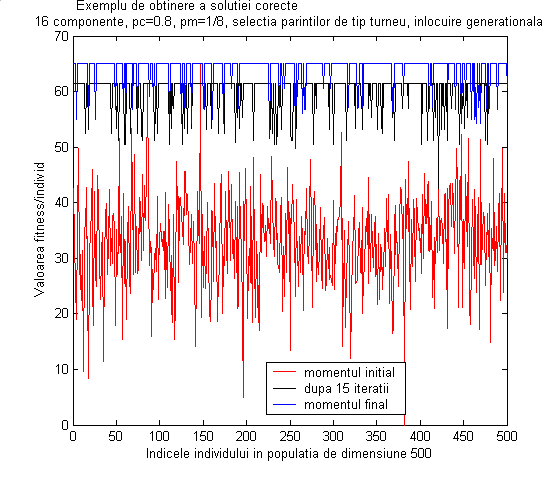 Exemplu de obtinere a solutiei corecte
16 componente, pc=0.8, pm=1/8, selectia parintilor de tip turneu, inlocuire generationala
Valoarea fitness/individ
70
60
50
40
30
20
10
0
momentul initial
dupa 15 iteratii
momentul final
0 50 100 150 200 250 300 350 400 450 500
Indicele individului in populatia de dimensiune 500